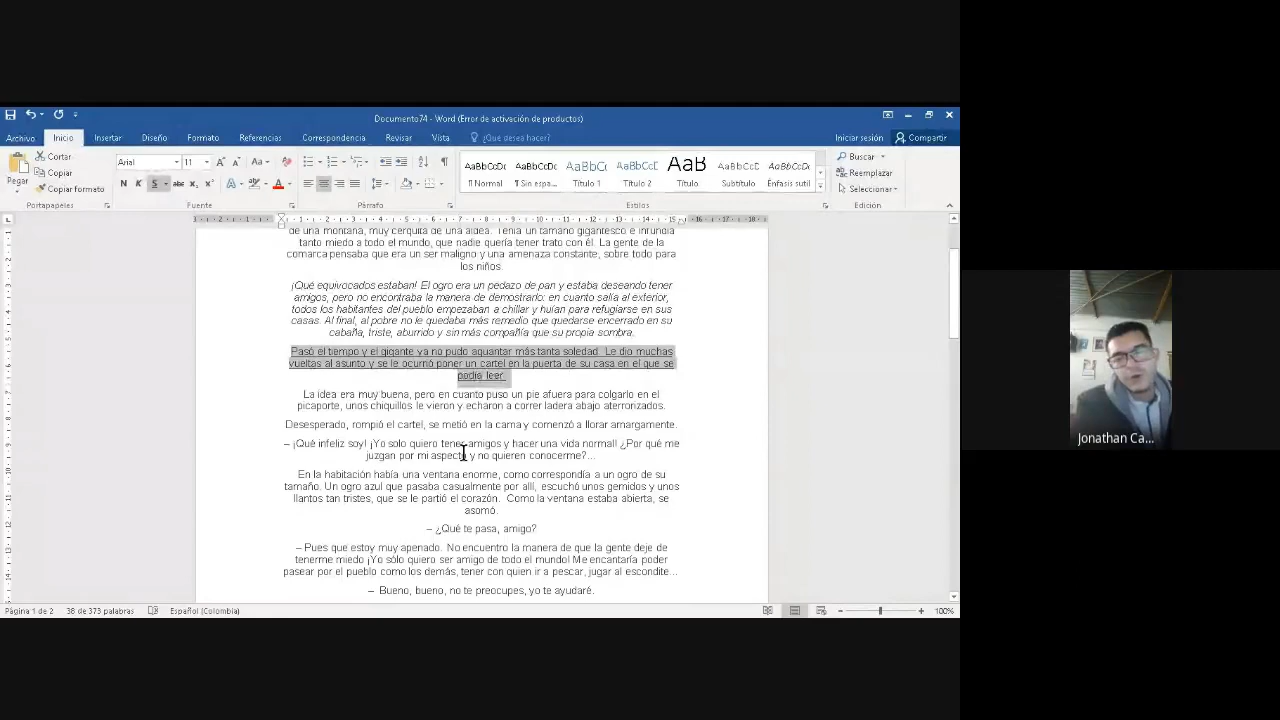 Documento74 - Word (Error de activación de productos)
Archivo Inicio Insertar Diseño Formato Referencias Correspondencia Revisar Vista ¿Qué desea hacer? Iniciar sesión Compartir
Pegar
Cortar
Copiar
Copiar formato
Portapapeles
Arial 11
N K S abc x₂ x²
Fuente
Párrafo
AaBbCcDc AaBbCcDc AaBbCc AaBbCcE AaB AaBbCcD AaBbCcDc
¶ Normal ¶ Sin espa... Título 1 Título 2 Título Subtítulo Énfasis sutil
Estilos
Buscar
Reemplazar
Seleccionar
Edición
de una montaña, muy cerquita de una aldea. Tenía un tamaño gigantesco e infundía
tanto miedo a todo el mundo, que nadie quería tener trato con él. La gente de la
comarca pensaba que era un ser maligno y una amenaza constante, sobre todo para
los niños
¡Qué equivocados estaban! El ogro era un pedazo de pan y estaba deseando tener
amigos, pero no encontraba la manera de demostrarlo: en cuanto salía al exterior,
todos los habitantes del pueblo empezaban a chillar y huían para refugiarse en sus
casas. Al final, al pobre no le quedaba más remedio que quedarse encerrado en su
cabaña, triste, aburrido y sin más compañía que su propia sombra.
Pasó el tiempo y el gigante ya no pudo aguantar más tanta soledad. Le dio muchas
vueltas al asunto y se le ocurrió poner un cartel en la puerta de su casa en el que se
podía leer:
La idea era muy buena, pero en cuanto puso un pie afuera para colgarlo en el
picaporte, unos chiquillos le vieron y echaron a correr ladera abajo aterrorizados.
Desesperado, rompió el cartel, se metió en la cama y comenzó a llorar amargamente.
– ¡Qué infeliz soy! ¡Yo solo quiero tener amigos y hacer una vida normal! ¿Por qué me
juzgan por mi aspecto y no quieren conocerme?...
En la habitación había una ventana enorme, como correspondía a un ogro de su
tamaño. Un ogro azul que pasaba casualmente por allí, escuchó unos gemidos y unos
llantos tan tristes, que se le partió el corazón. Como la ventana estaba abierta, se
asomó.
– ¿Qué te pasa, amigo?
– Pues que estoy muy apenado. No encuentro la manera de que la gente deje de
tenerme miedo ¡Yo sólo quiero ser amigo de todo el mundo! Me encantaría poder
pasear por el pueblo como los demás, tener con quien ir a pescar, jugar al escondite...
– Bueno, bueno, no te preocupes, yo te ayudaré.
Página 1 de 2 38 de 373 palabras Español (Colombia) 100%
Jonathan Ca...